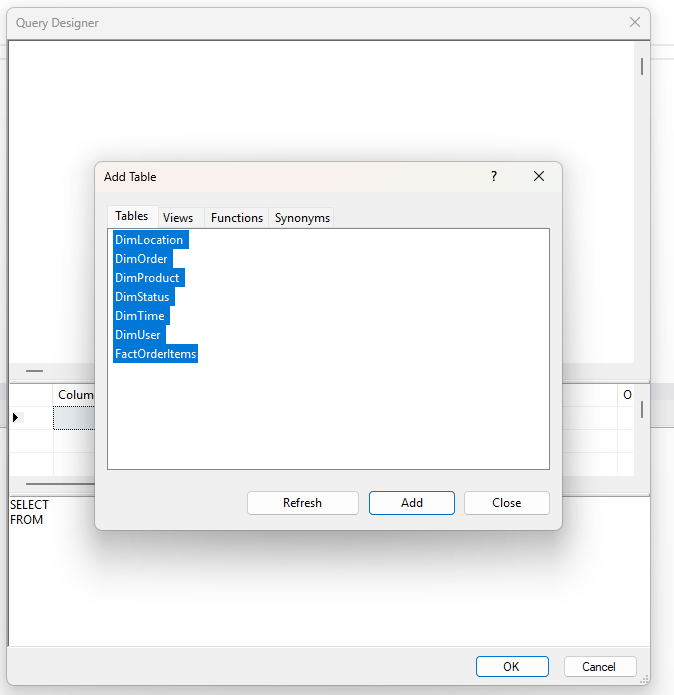 Query Designer
Add Table
?
Tables Views Functions Synonyms
DimLocation
DimOrder
DimProduct
DimStatus
DimTime
DimUser
FactOrderItems
Colum
O
Refresh Add Close
SELECT
FROM
OK Cancel